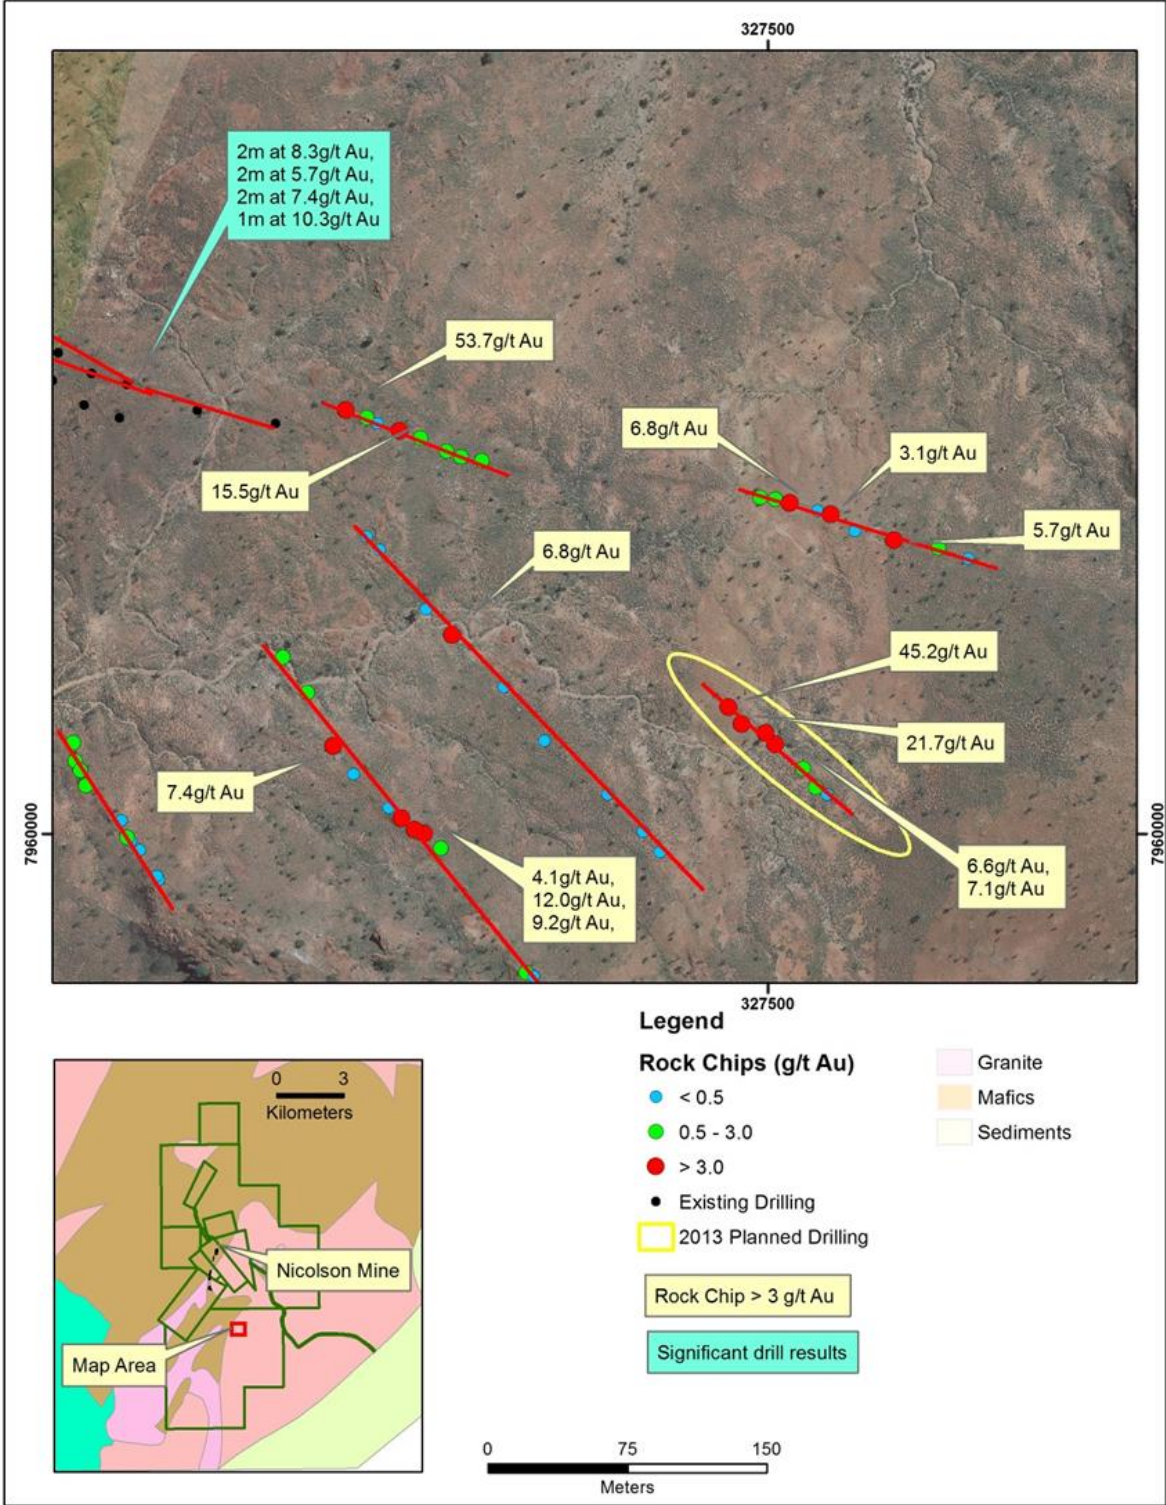 327500
2m at 8.3g/t Au,
2m at 5.7g/t Au,
2m at 7.4g/t Au,
1m at 10.3g/t Au
53.7g/t Au
6.8g/t Au
3.1g/t Au
15.5g/t Au
5.7g/t Au
6.8g/t Au
45.2g/t Au
21.7g/t Au
7.4g/t Au
7960000
7960000
6.6g/t Au,
7.1g/t Au
4.1g/t Au,
12.0g/t Au,
9.2g/t Au,
327500
Legend
Rock Chips (g/t Au)
< 0.5
0.5 - 3.0
> 3.0
Existing Drilling
2013 Planned Drilling
Rock Chip > 3 g/t Au
Significant drill results
Granite
Mafics
Sediments
0 3
Kilometers
Nicolson Mine
Map Area
0 75 150
Meters